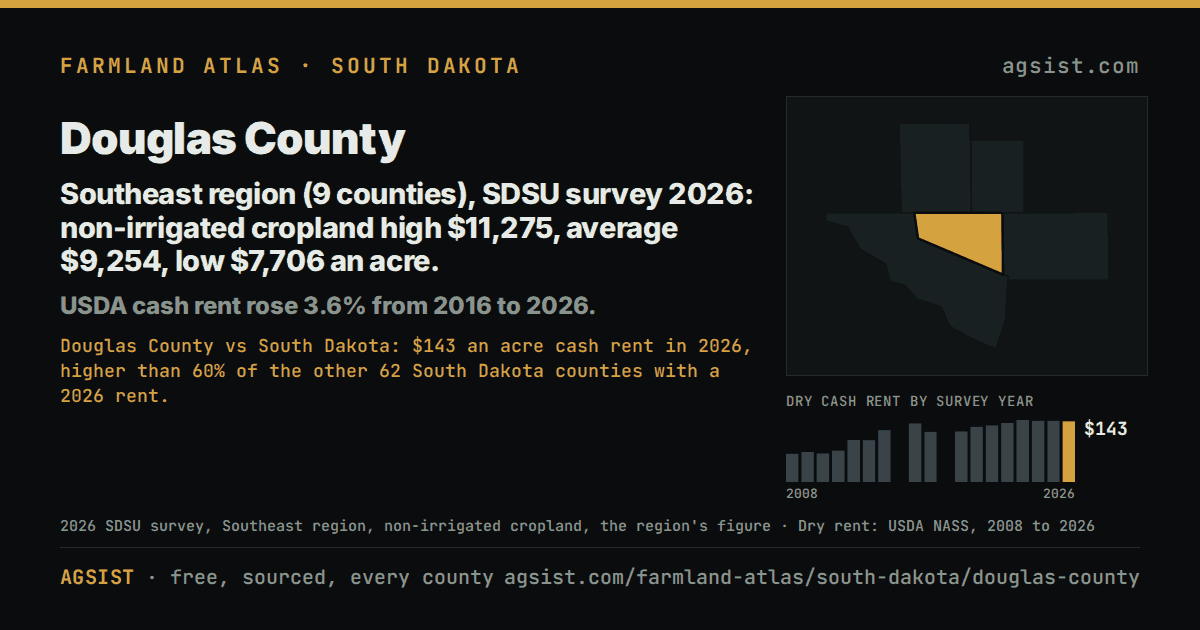 FARMLAND ATLAS · SOUTH DAKOTA
agsist.com
Douglas County
Southeast region (9 counties), SDSU survey 2026:
non-irrigated cropland high $11,275, average
$9,254, low $7,706 an acre.
USDA cash rent rose 3.6% from 2016 to 2026.
Douglas County vs South Dakota: $143 an acre cash rent in 2026,
higher than 60% of the other 62 South Dakota counties with a
2026 rent.
DRY CASH RENT BY SURVEY YEAR
$143
2008
2026
2026 SDSU survey, Southeast region, non-irrigated cropland, the region's figure · Dry rent: USDA NASS, 2008 to 2026
AGSIST · free, sourced, every county agsist.com/farmland-atlas/south-dakota/douglas-county